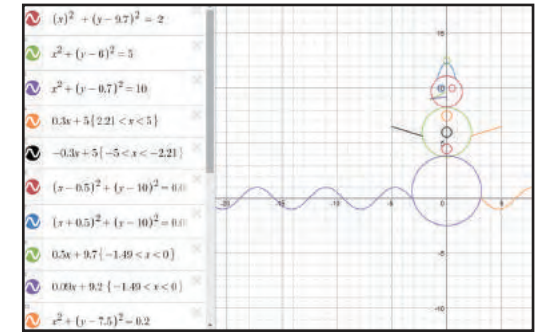 (x)² + (y − 9.7)² = 2
x² + (y − 6)² = 5
x² + (y − 0.7)² = 10
0.3x + 5{2.21 < x < 5}
−0.3x + 5{−5 < x < −2.21}
(x − 0.5)² + (y − 10)² = 0.0
(x + 0.5)² + (y − 10)² = 0.0
0.5x + 9.7{−1.49 < x < 0}
0.09x + 9.2 {−1.49 < x < 0}
x² + (y − 7.5)² = 0.2
15
10
5
-20
-15
-10
-5
0
5
-5
-10